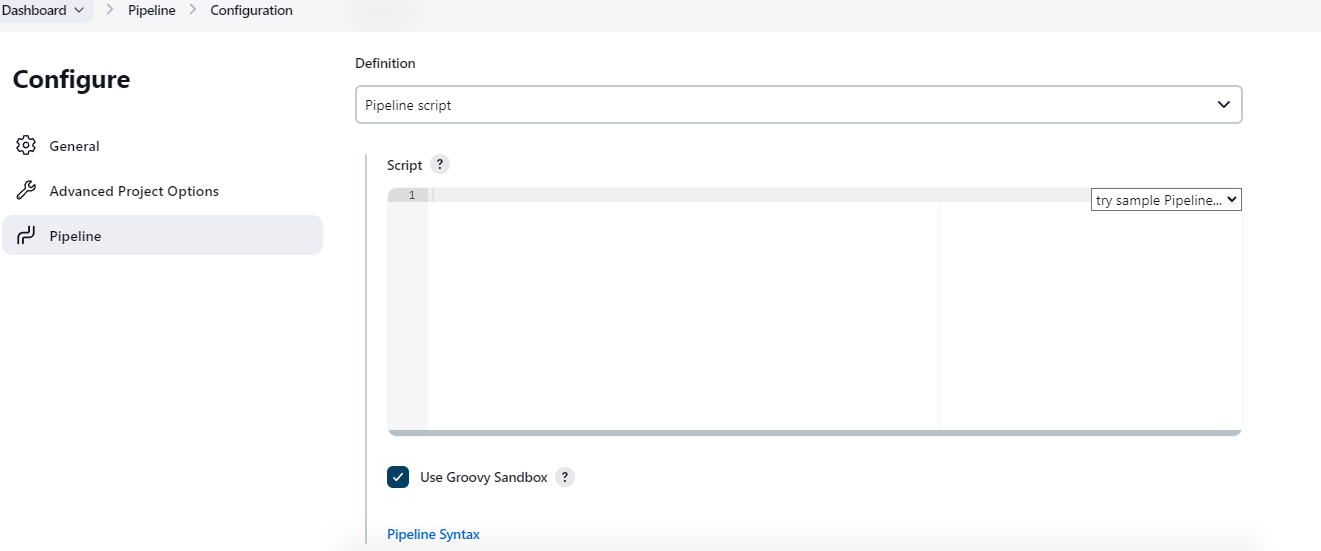 Dashboard Pipeline Configuration
Configure
General
Advanced Project Options
Pipeline
Definition
Pipeline script
Script ?
1
try sample Pipeline...
Use Groovy Sandbox ?
Pipeline Syntax